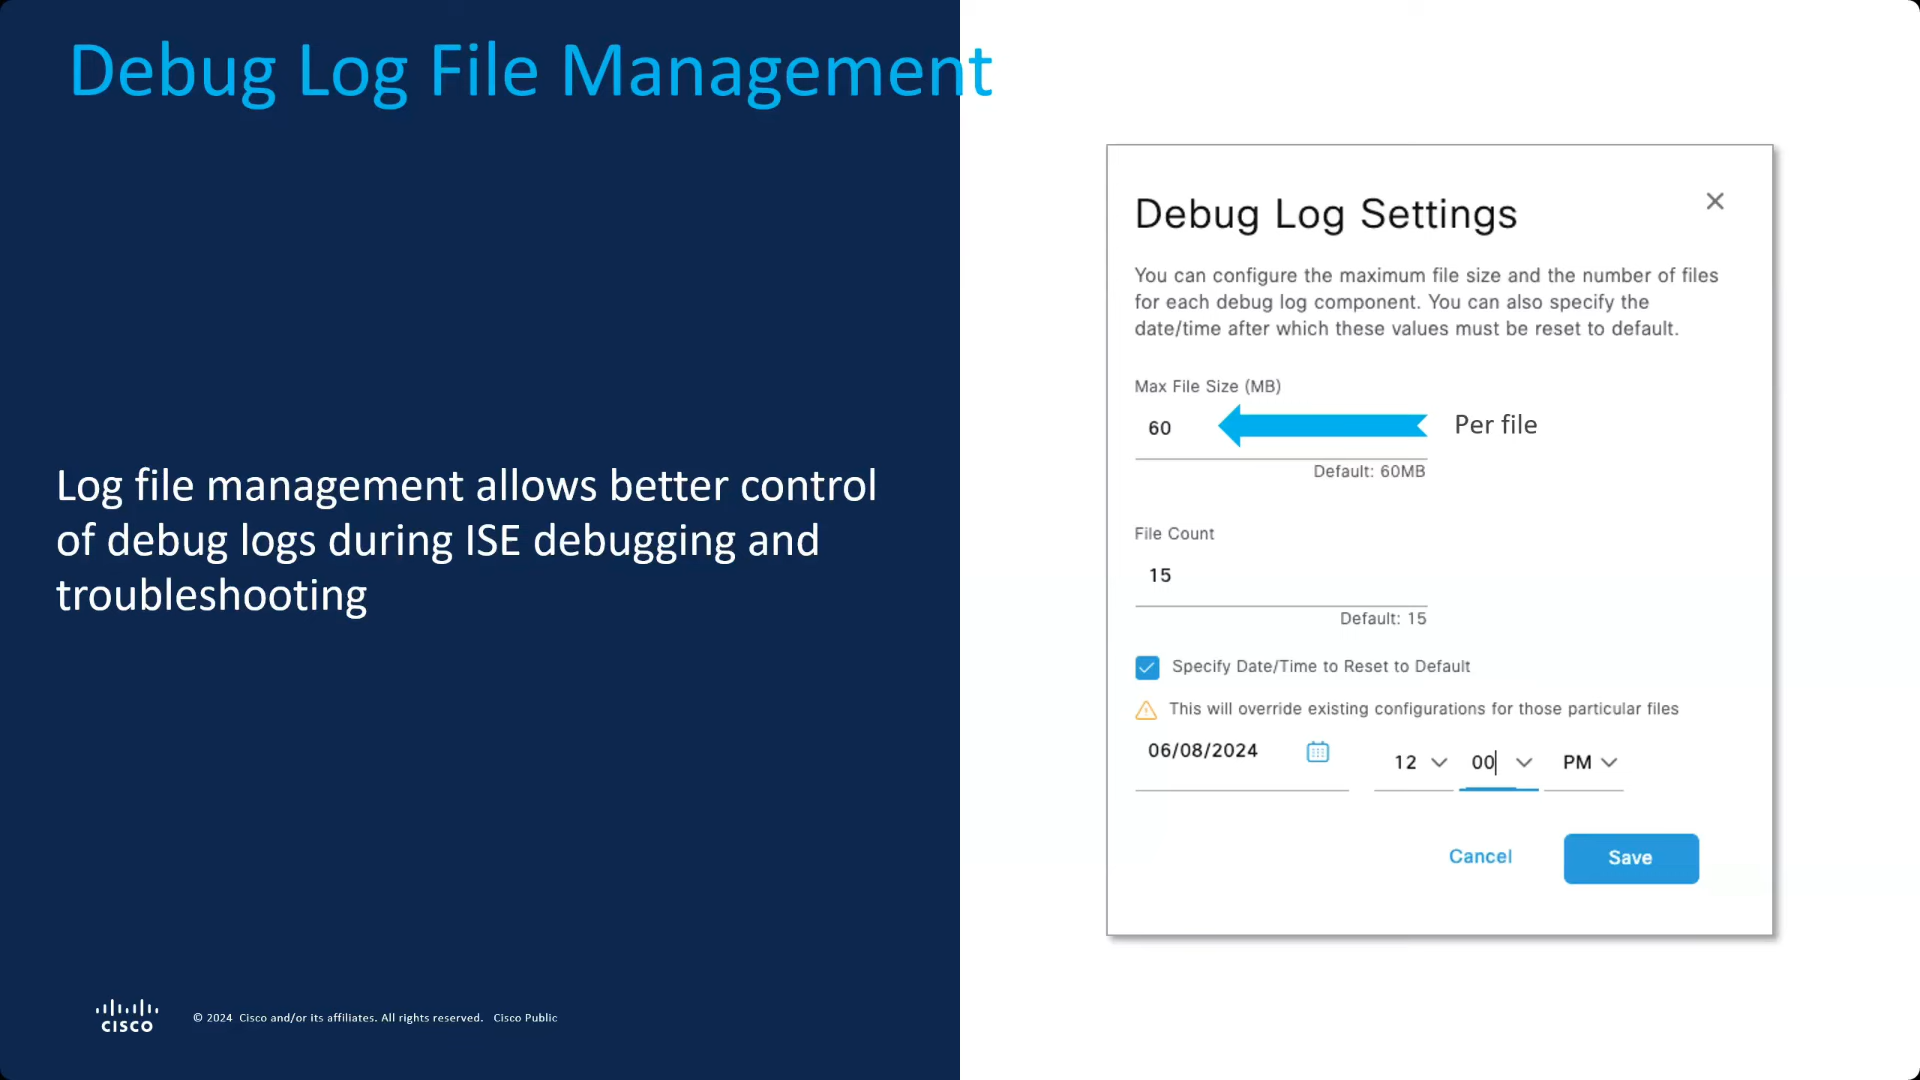 Debug Log File Management
Log file management allows better control
of debug logs during ISE debugging and
troubleshooting
Debug Log Settings
You can configure the maximum file size and the number of files
for each debug log component. You can also specify the
date/time after which these values must be reset to default.
Max File Size (MB)
60
Per file
Default: 60MB
File Count
15
Default: 15
Specify Date/Time to Reset to Default
This will override existing configurations for those particular files
06/08/2024 12 00 PM
Cancel Save
CISCO
© 2024 Cisco and/or its affiliates. All rights reserved. Cisco Public